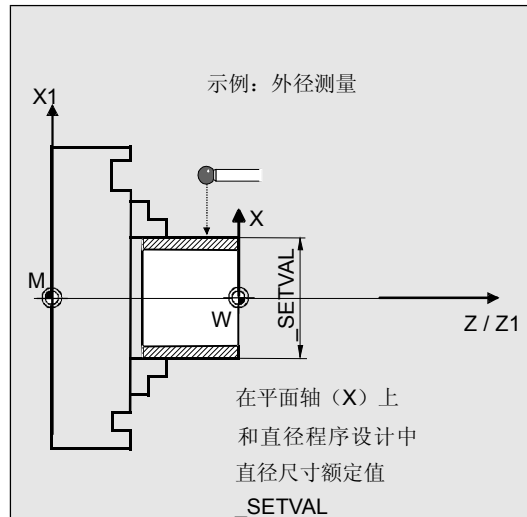 示例：外径测量
X1
X
M
W
_SETVAL
Z / Z1
在平面轴（X）上
和直径程序设计中
直径尺寸额定值
_SETVAL